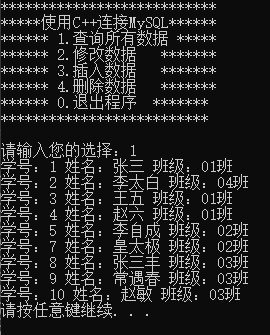 ***************************
*****使用C++连接MySQL******
****** 1.查询所有数据 *****
****** 2.修改数据   *******
****** 3.插入数据   *******
****** 4.删除数据   *******
****** 0.退出程序  *******
**************************

请输入您的选择：1
学号：1 姓名：张三 班级：01班
学号：2 姓名：李太白 班级：04班
学号：3 姓名：王五 班级：01班
学号：4 姓名：赵六 班级：01班
学号：5 姓名：李自成 班级：02班
学号：7 姓名：皇太极 班级：02班
学号：8 姓名：张三丰 班级：03班
学号：9 姓名：常遇春 班级：03班
学号：10 姓名：赵敏 班级：03班
请按任意键继续. . .